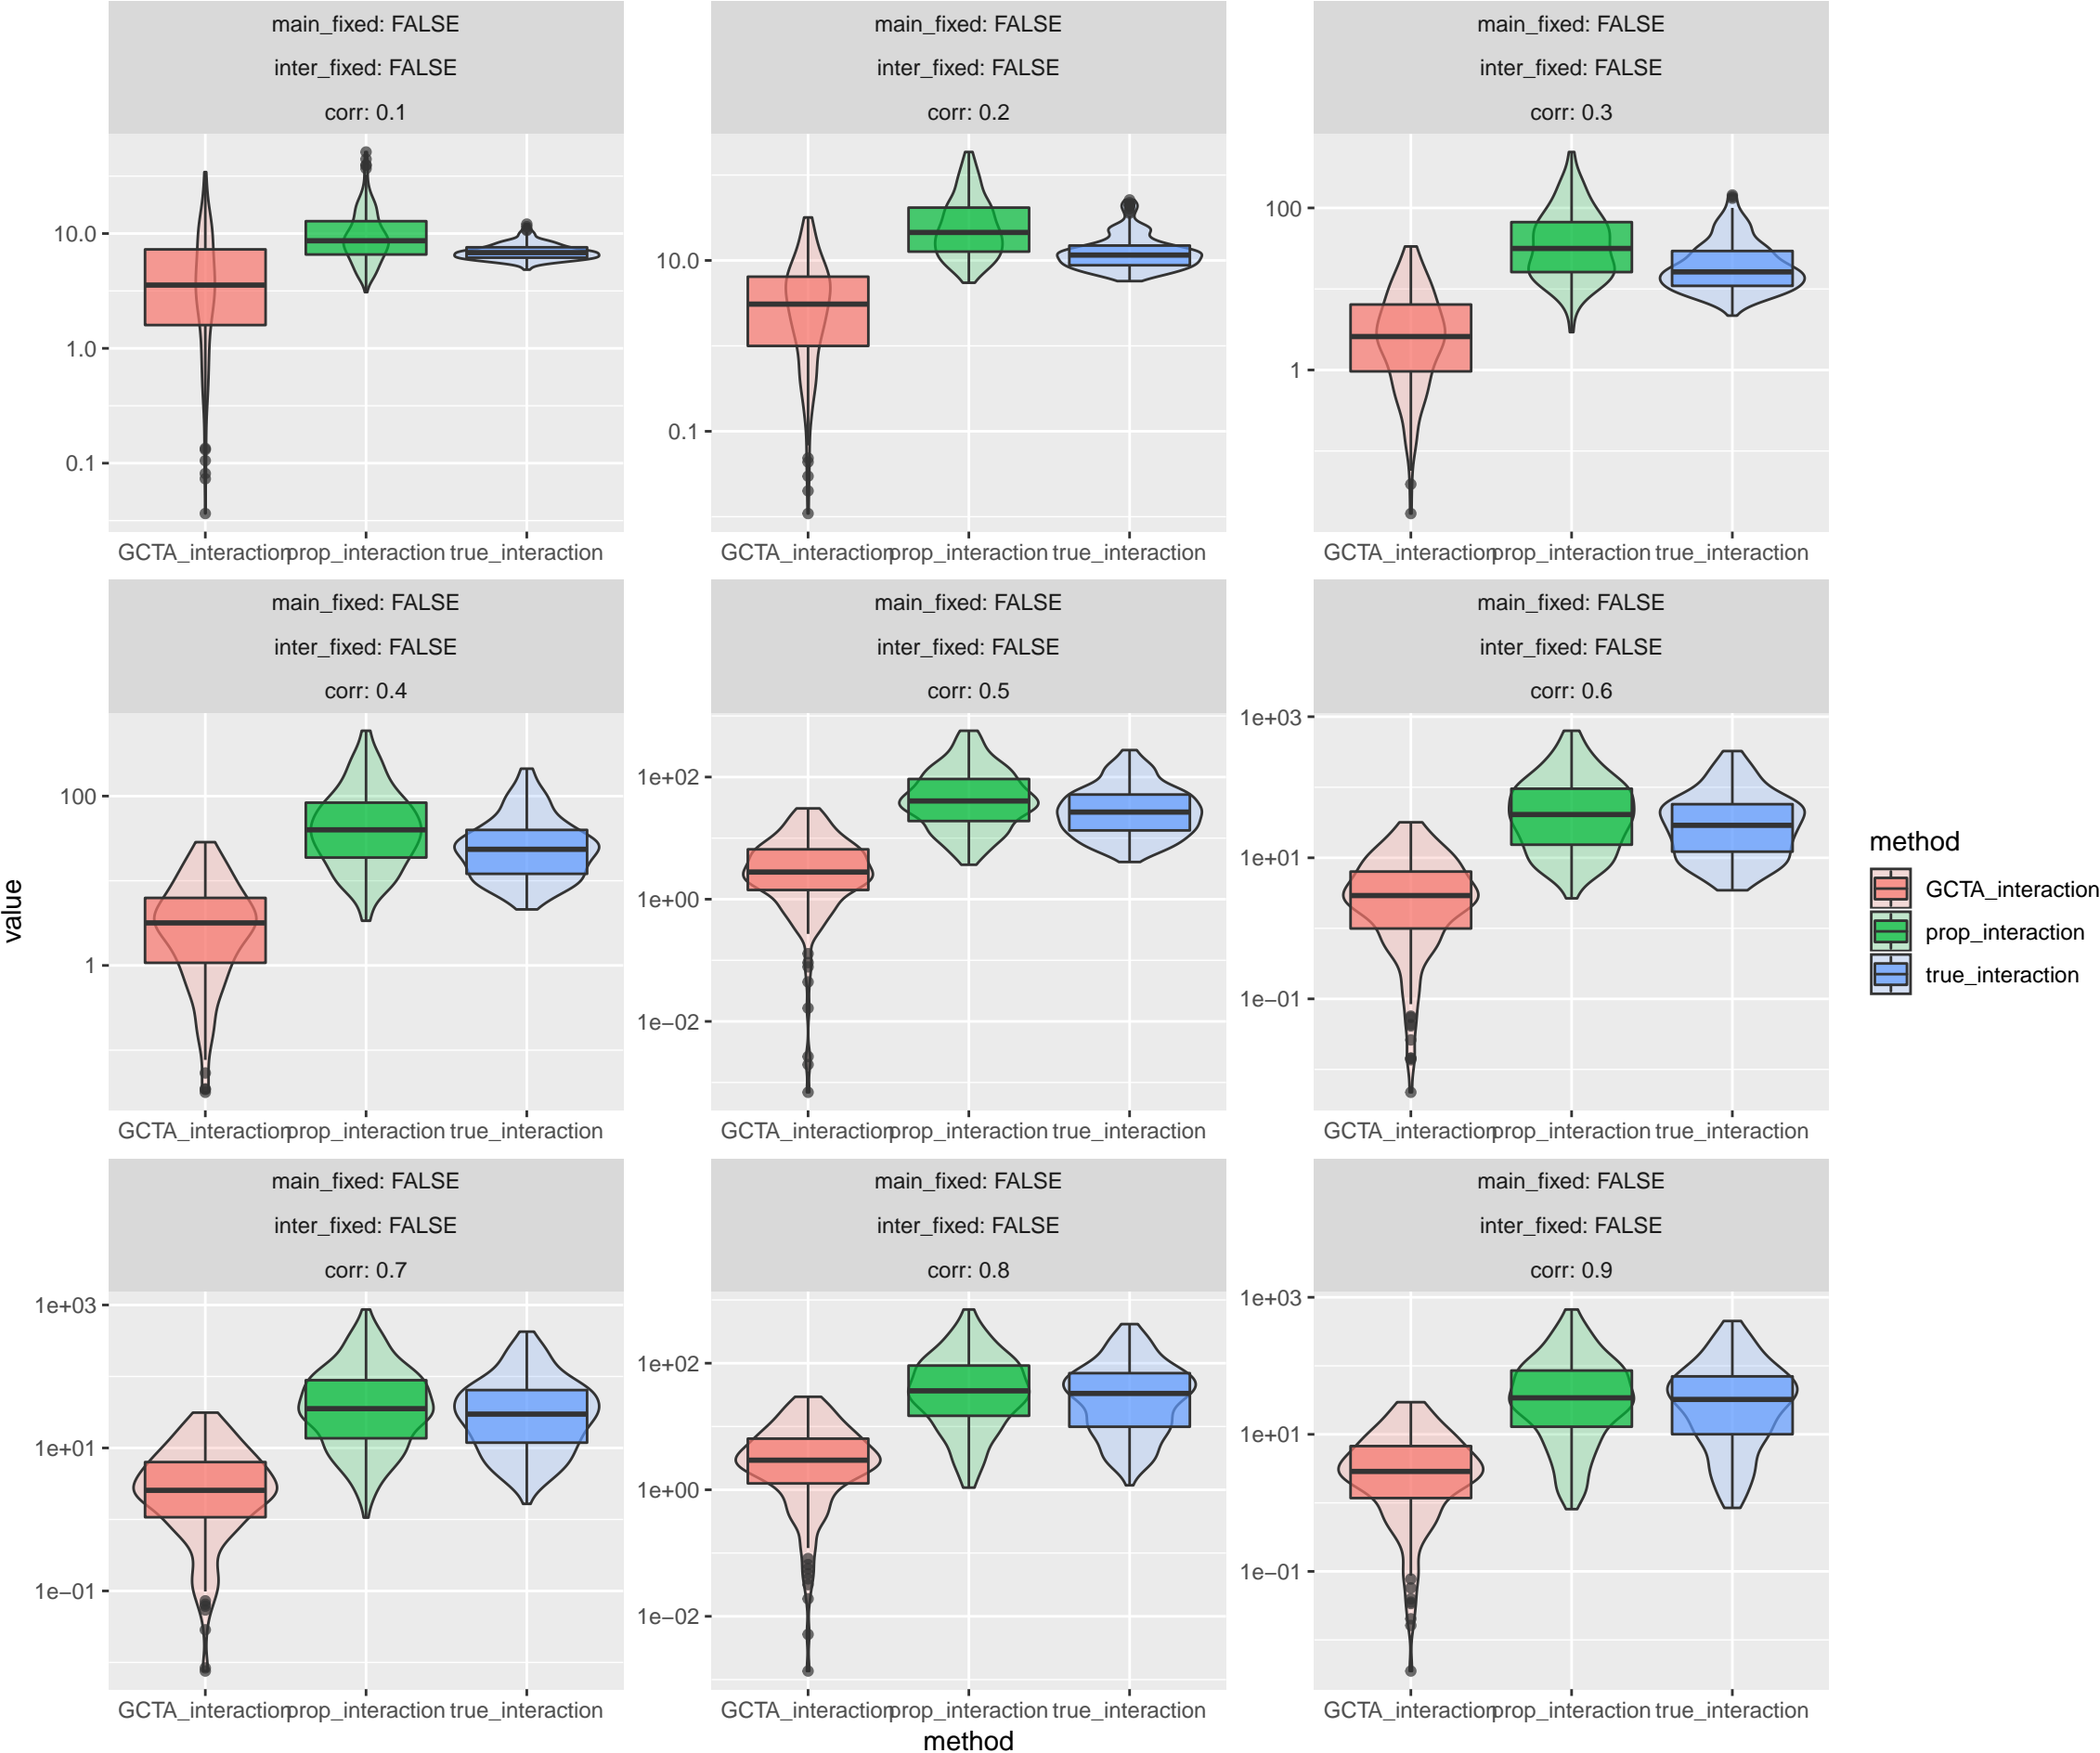 main_fixed: FALSE
inter_fixed: FALSE
corr: 0.1
main_fixed: FALSE
inter_fixed: FALSE
corr: 0.2
main_fixed: FALSE
inter_fixed: FALSE
corr: 0.3
10.0
1.0
0.1
GCTA_interaction prop_interaction true_interaction
10.0
0.1
GCTA_interaction prop_interaction true_interaction
100
1
GCTA_interaction prop_interaction true_interaction
main_fixed: FALSE
inter_fixed: FALSE
corr: 0.4
main_fixed: FALSE
inter_fixed: FALSE
corr: 0.5
main_fixed: FALSE
inter_fixed: FALSE
corr: 0.6
value
100
1
GCTA_interaction prop_interaction true_interaction
1e+02
1e+00
1e−02
GCTA_interaction prop_interaction true_interaction
1e+03
1e+01
1e−01
GCTA_interaction prop_interaction true_interaction
method
GCTA_interaction
prop_interaction
true_interaction
main_fixed: FALSE
inter_fixed: FALSE
corr: 0.7
main_fixed: FALSE
inter_fixed: FALSE
corr: 0.8
main_fixed: FALSE
inter_fixed: FALSE
corr: 0.9
1e+03
1e+01
1e−01
GCTA_interaction prop_interaction true_interaction
1e+02
1e+00
1e−02
GCTA_interaction prop_interaction true_interaction
1e+03
1e+01
1e−01
GCTA_interaction prop_interaction true_interaction
method